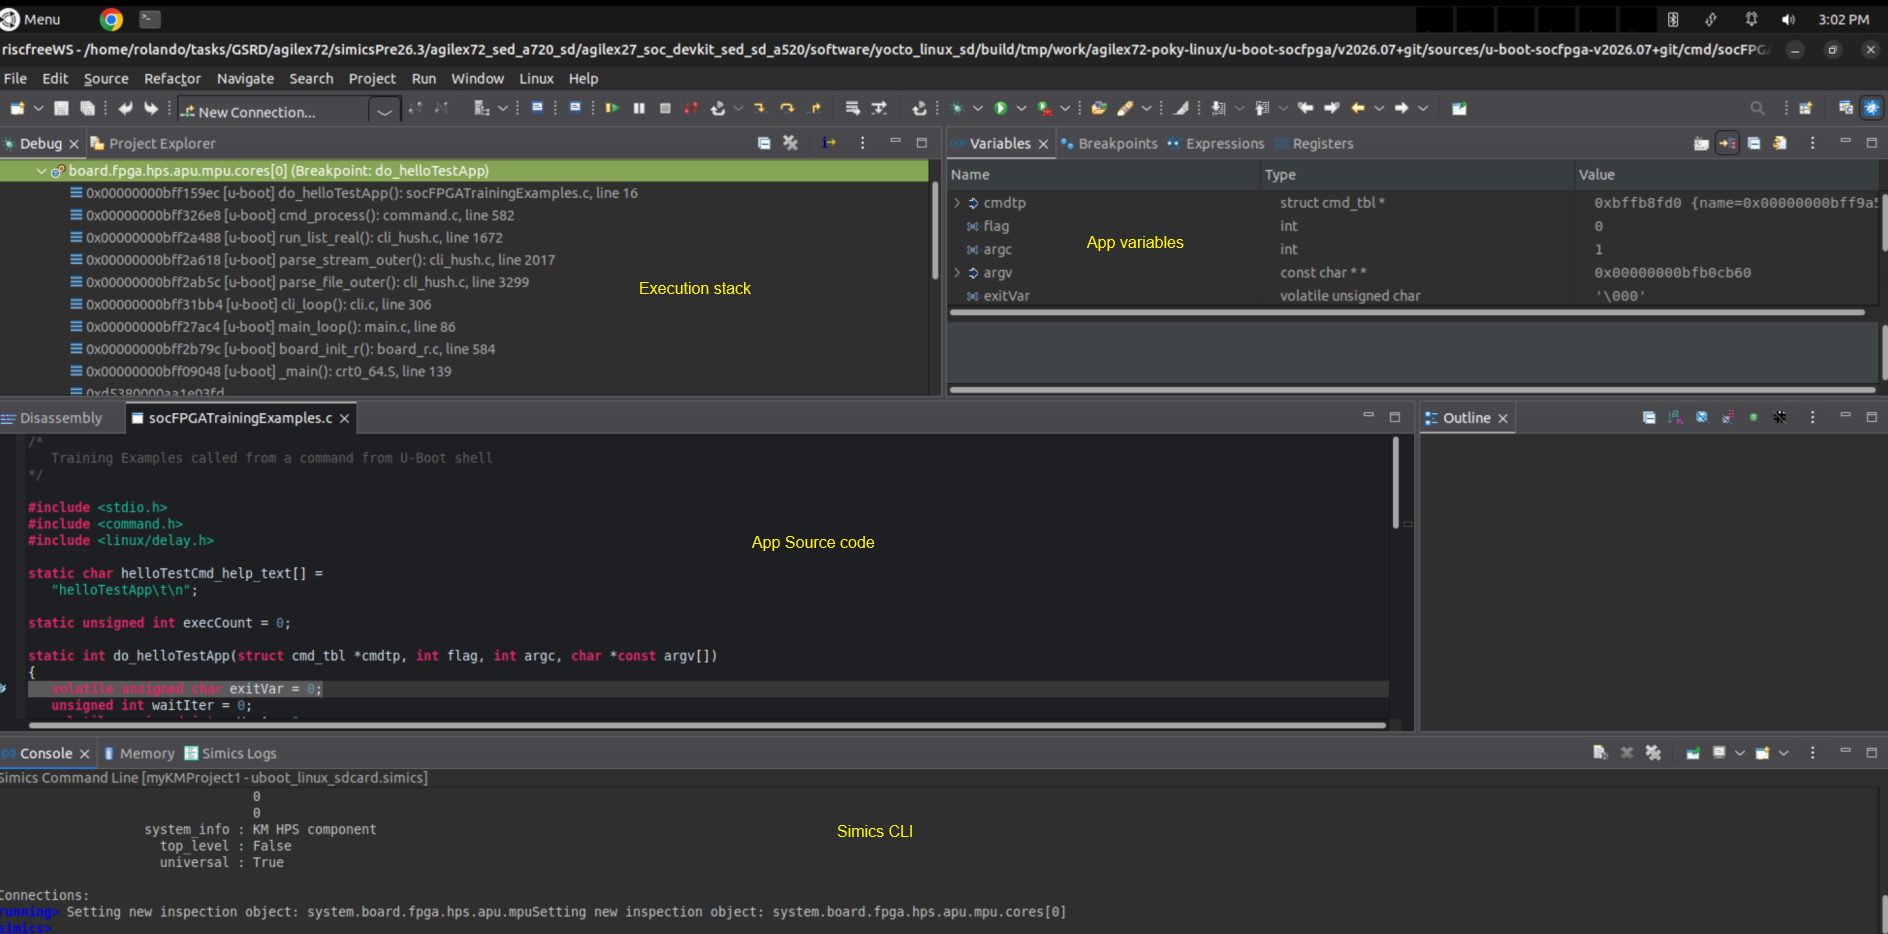 Menu
3:02 PM
riscfreeWS - /home/rolando/tasks/GSRD/agilex72/simicsPre26.3/agilex72_sed_a720_sd/agilex27_soc_devkit_sed_sd_a520/software/yocto_linux_sd/build/tmp/work/agilex72-poky-linux/u-boot-socfpga/v2026.07+git/sources/u-boot-socfpga-v2026.07+git/cmd/socFPG
File Edit Source Refactor Navigate Search Project Run Window Linux Help
New Connection...
Debug Project Explorer
board.fpga.hps.apu.mpu.cores[0] (Breakpoint: do_helloTestApp)
0x00000000bff159ec [u-boot] do_helloTestApp(): socFPGATrainingExamples.c, line 16
0x00000000bff326e8 [u-boot] cmd_process(): command.c, line 582
0x00000000bff2a488 [u-boot] run_list_real(): cli_hush.c, line 1672
0x00000000bff2a618 [u-boot] parse_stream_outer(): cli_hush.c, line 2017
0x00000000bff2ab5c [u-boot] parse_file_outer(): cli_hush.c, line 3299
0x00000000bff31bb4 [u-boot] cli_loop(): cli.c, line 306
0x00000000bff27ac4 [u-boot] main_loop(): main.c, line 86
0x00000000bff2b79c [u-boot] board_init_r(): board_r.c, line 584
0x00000000bff09048 [u-boot] _main(): crt0_64.S, line 139
0xd5380000aa1e03fd
Execution stack
Variables Breakpoints Expressions Registers
Name Type Value
cmdtp struct cmd_tbl * 0xbffb8fd0 {name=0x00000000bff9a5
flag int 0
argc int 1
argv const char * * 0x00000000bfb0cb60
exitVar volatile unsigned char '\000'
App variables
Disassembly socFPGATrainingExamples.c
/*
Training Examples called from a command from U-Boot shell
*/
#include <stdio.h>
#include <command.h>
#include <linux/delay.h>
static char helloTestCmd_help_text[] =
"helloTestApp\t\n";
static unsigned int execCount = 0;
static int do_helloTestApp(struct cmd_tbl *cmdtp, int flag, int argc, char *const argv[])
{
volatile unsigned char exitVar = 0;
unsigned int waitIter = 0;
App Source code
Outline
Console Memory Simics Logs
Simics Command Line [myKMProject1 - uboot_linux_sdcard.simics]
0
0
system_info : KM HPS component
top_level : False
universal : True
Connections:
running> Setting new inspection object: system.board.fpga.hps.apu.mpuSetting new inspection object: system.board.fpga.hps.apu.mpu.cores[0]
simics>
Simics CLI